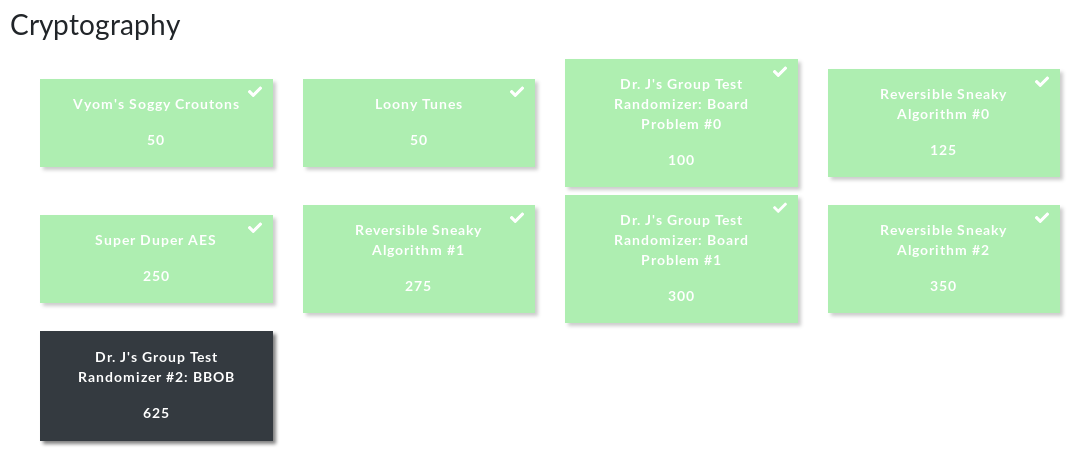 Cryptography
Vyom's Soggy Croutons
50
Loony Tunes
50
Dr. J's Group Test
Randomizer: Board
Problem #0
100
Reversible Sneaky
Algorithm #0
125
Super Duper AES
250
Reversible Sneaky
Algorithm #1
275
Dr. J's Group Test
Randomizer: Board
Problem #1
300
Reversible Sneaky
Algorithm #2
350
Dr. J's Group Test
Randomizer #2: BBOB
625